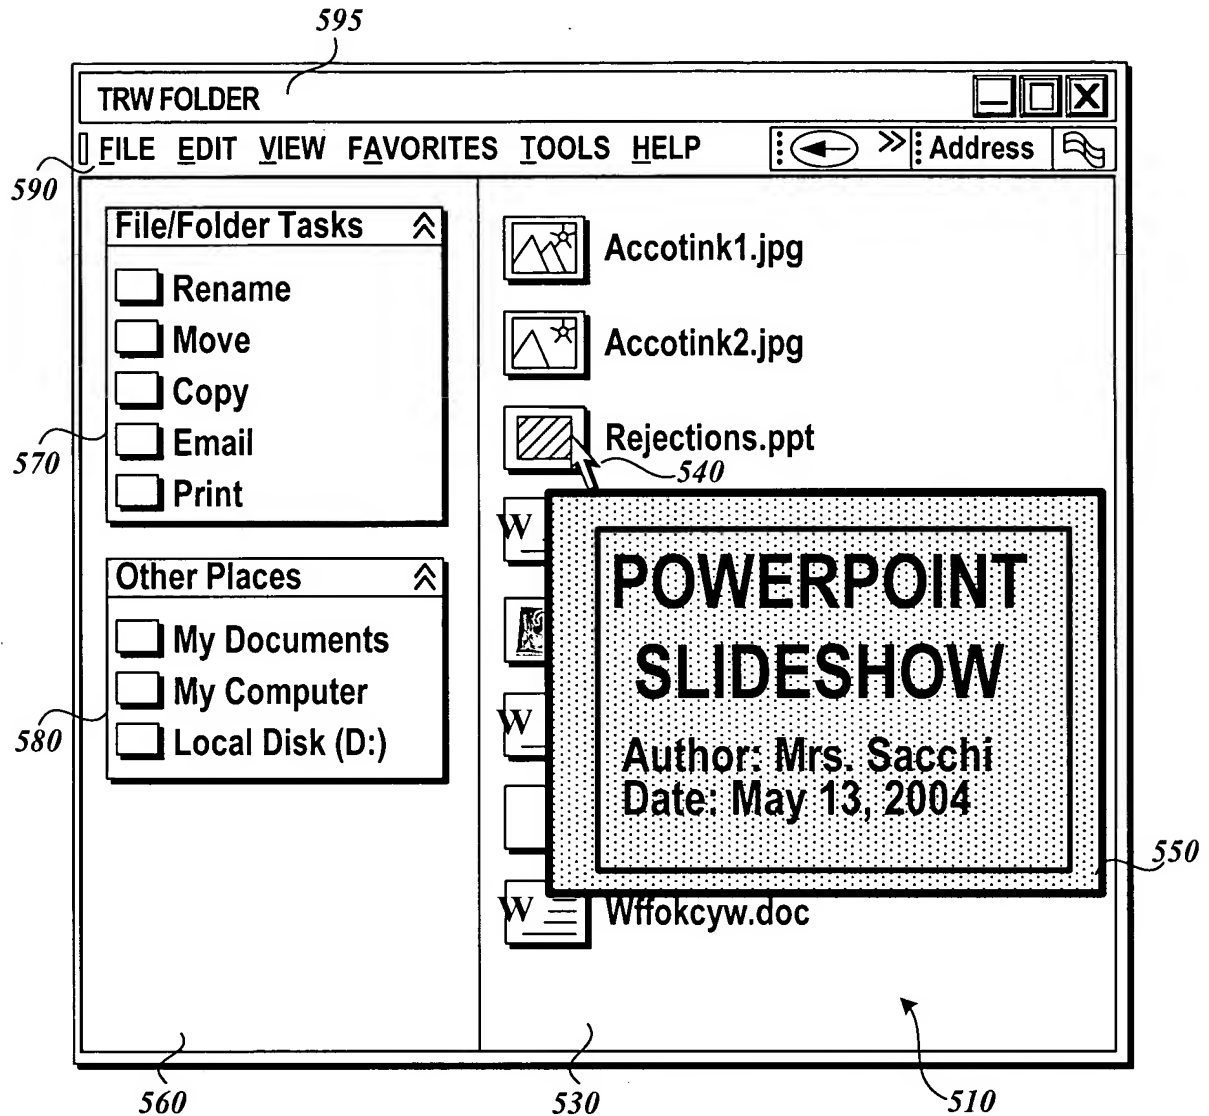 595
TRW FOLDER
FILE EDIT VIEW FAVORITES TOOLS HELP
Address
590
File/Folder Tasks
Rename
Move
Copy
Email
Print
570
Other Places
My Documents
My Computer
Local Disk (D:)
580
Accotink1.jpg
Accotink2.jpg
Rejections.ppt
540
W
POWERPOINT
SLIDESHOW
Author: Mrs. Sacchi
Date: May 13, 2004
W
550
W
Wffokcyw.doc
560
530
510